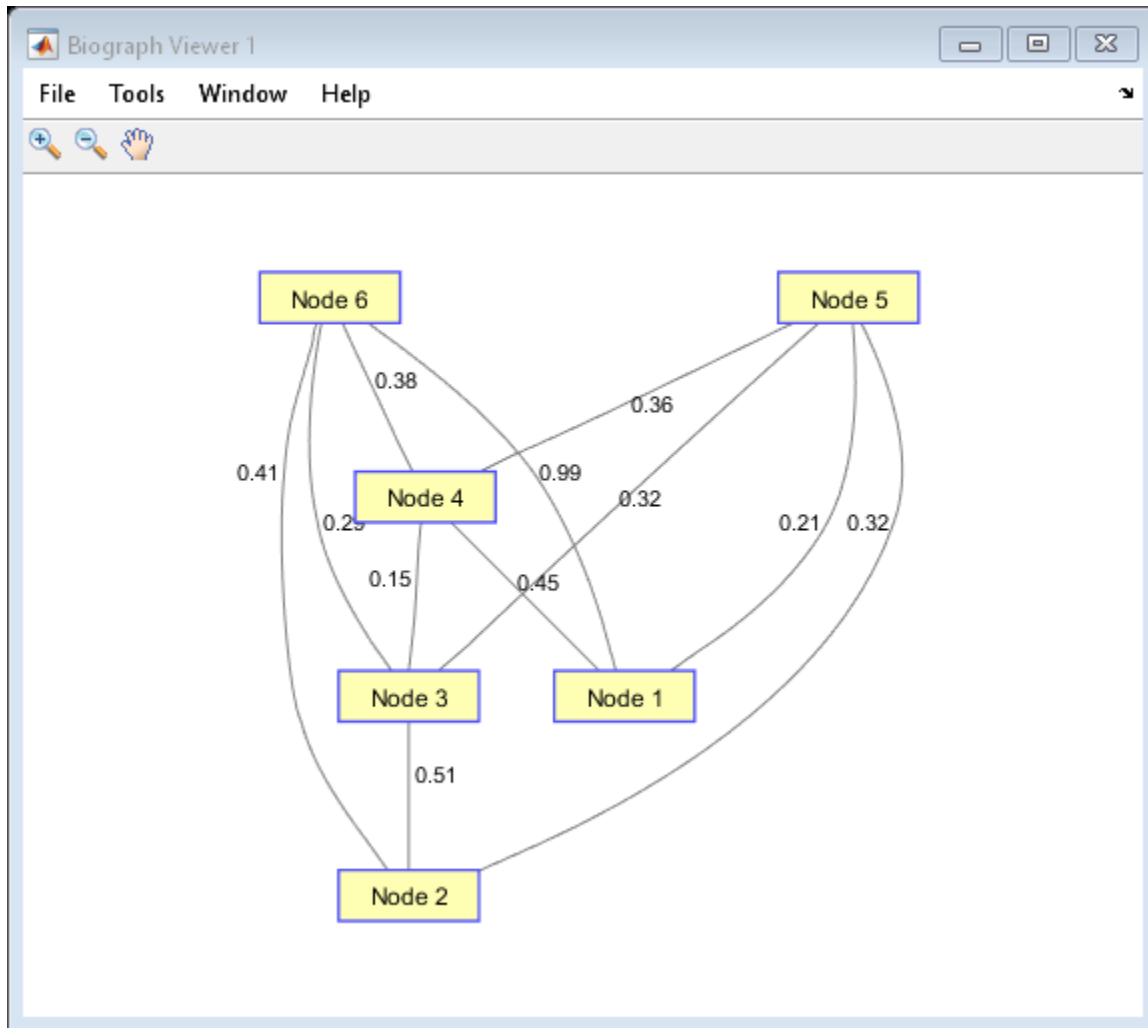 Biograph Viewer 1
File Tools Window Help
Node 6
Node 5
0.38
0.36
0.41
0.99
Node 4
0.32
0.29
0.21
0.32
0.15
0.45
Node 3
Node 1
0.51
Node 2